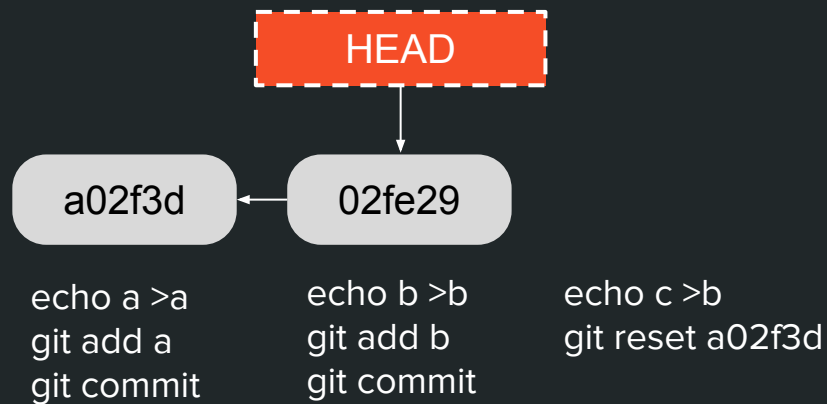 HEAD
a02f3d
02fe29
echo a >a
git add a
git commit
echo b >b
git add b
git commit
echo c >b
git reset a02f3d